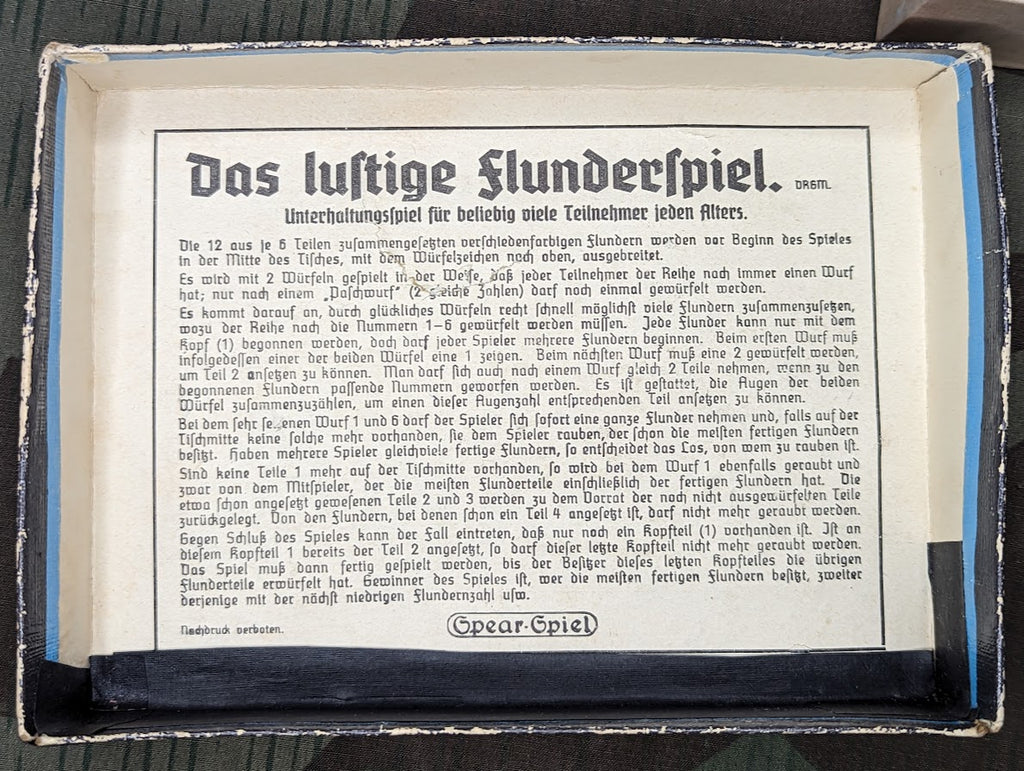 Das luſtige Flunderſpiel. DRGM.
Unterhaltungsſpiel für beliebig viele Teilnehmer jeden Alters.
Die 12 aus je 6 Teilen zuſammengeſetzten verſchiedenfarbigen Flundern werden vor Beginn des Spieles
in der Mitte des Tiſches, mit dem Würfelzeichen nach oben, ausgebreitet.
Es wird mit 2 Würfeln geſpielt in der Weiſe, daß jeder Teilnehmer der Reihe nach immer einen Wurf
hat; nur nach einem „Paſchwurf“ (2 gleiche Zahlen) darf noch einmal gewürfelt werden.
Es kommt darauf an, durch glückliches Würfeln recht ſchnell möglichſt viele Flundern zuſammenzuſetzen,
wozu der Reihe nach die Nummern 1–6 gewürfelt werden müſſen. Jede Flunder kann nur mit dem
Kopf (1) begonnen werden, doch darf jeder Spieler mehrere Flundern beginnen. Beim erſten Wurf muß
infolgedeſſen einer der beiden Würfel eine 1 zeigen. Beim nächſten Wurf muß eine 2 gewürfelt werden,
um Teil 2 anſetzen zu können. Man darf ſich auch nach einem Wurf gleich 2 Teile nehmen, wenn zu den
begonnenen Flundern paſſende Nummern geworfen werden. Es iſt geſtattet, die Augen der beiden
Würfel zuſammenzuzählen, um einen dieſer Augenzahl entſprechenden Teil anſetzen zu können.
Bei dem ſehr ſeltenen Wurf 1 und 6 darf der Spieler ſich ſofort eine ganze Flunder nehmen und, falls auf der
Tiſchmitte keine ſolche mehr vorhanden, ſie dem Spieler rauben, der ſchon die meiſten fertigen Flundern
beſitzt. Haben mehrere Spieler gleichviele fertige Flundern, ſo entſcheidet das Los, von wem zu rauben iſt.
Sind keine Teile 1 mehr auf der Tiſchmitte vorhanden, ſo wird bei dem Wurf 1 ebenfalls geraubt und
zwar von dem Mitſpieler, der die meiſten Flunderteile einſchließlich der fertigen Flundern hat. Die
etwa ſchon angeſetzt geweſenen Teile 2 und 3 werden zu dem Vorrat der noch nicht ausgewürfelten Teile
zurückgelegt. Von den Flundern, bei denen ſchon ein Teil 4 angeſetzt iſt, darf nicht mehr geraubt werden.
Gegen Schluß des Spieles kann der Fall eintreten, daß nur noch ein Kopfteil (1) vorhanden iſt. Iſt an
dieſem Kopfteil 1 bereits der Teil 2 angeſetzt, ſo darf dieſer letzte Kopfteil nicht mehr geraubt werden.
Das Spiel muß dann fertig geſpielt werden, bis der Beſitzer dieſes letzten Kopfteiles die übrigen
Flunderteile erwürfelt hat. Gewinner des Spieles iſt, wer die meiſten fertigen Flundern beſitzt, zweiter
derjenige mit der nächſt niedrigen Flundernzahl uſw.
Nachdruck verboten.
Spear-Spiel